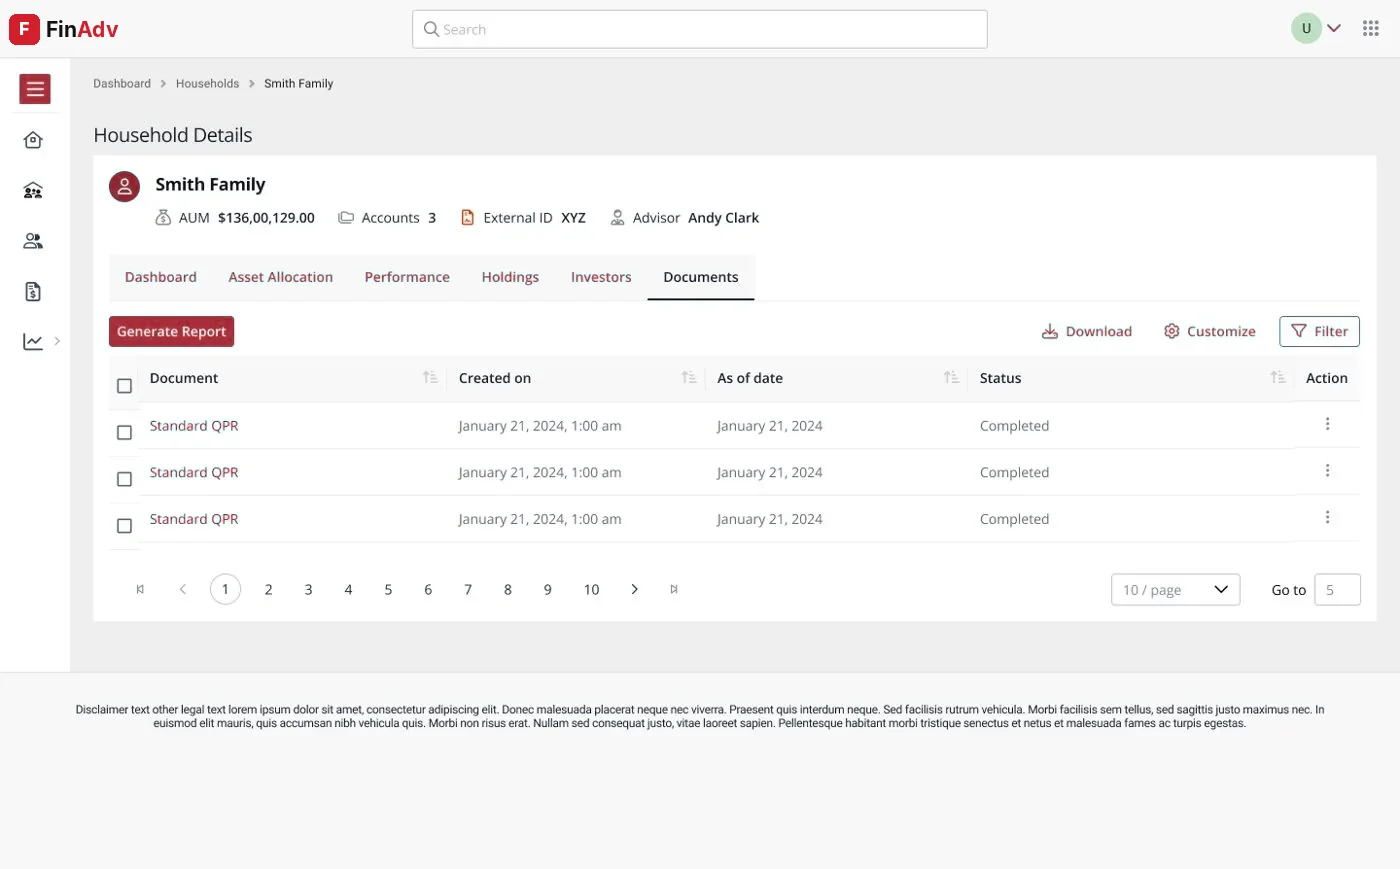 F FinAdv
Search
U
Dashboard > Households > Smith Family
Household Details
Smith Family
AUM $136,00,129.00 Accounts 3 External ID XYZ Advisor Andy Clark
Dashboard Asset Allocation Performance Holdings Investors Documents
Generate Report Download Customize Filter
Document Created on As of date Status Action
Standard QPR January 21, 2024, 1:00 am January 21, 2024 Completed
Standard QPR January 21, 2024, 1:00 am January 21, 2024 Completed
Standard QPR January 21, 2024, 1:00 am January 21, 2024 Completed
1 2 3 4 5 6 7 8 9 10 10 / page Go to 5
Disclaimer text other legal text lorem ipsum dolor sit amet, consectetur adipiscing elit. Donec malesuada placerat neque nec viverra. Praesent quis interdum neque. Sed facilisis rutrum vehicula. Morbi facilisis sem tellus, sed sagittis justo maximus nec. In
euismod elit mauris, quis accumsan nibh vehicula quis. Morbi non risus erat. Nullam sed consequat justo, vitae laoreet sapien. Pellentesque habitant morbi tristique senectus et netus et malesuada fames ac turpis egestas.